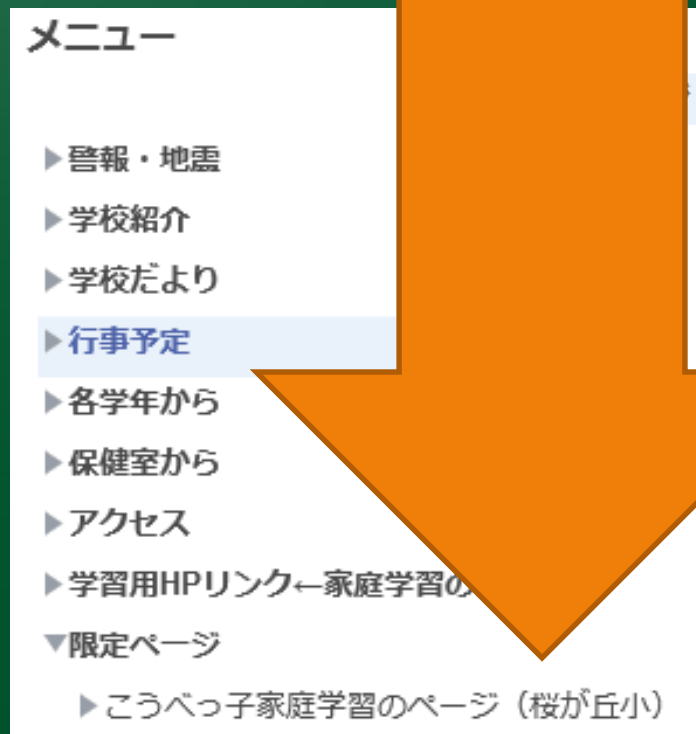 メニュー
▶警報・地震
▶学校紹介
▶学校だより
▶行事予定
▶各学年から
▶保健室から
▶アクセス
▶学習用HPリンク←家庭学習の
▼限定ページ
▶こうべっ子家庭学習のページ（桜が丘小）